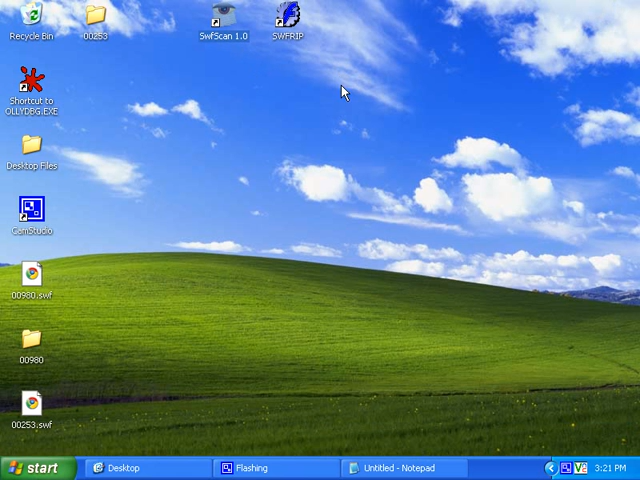 Recycle Bin
00253
SwfScan 1.0
SWFRIP
Shortcut to
OLLYDBG.EXE
Desktop Files
CamStudio
00980.swf
00980
00253.swf
start
Desktop
Flashing
Untitled - Notepad
3:21 PM